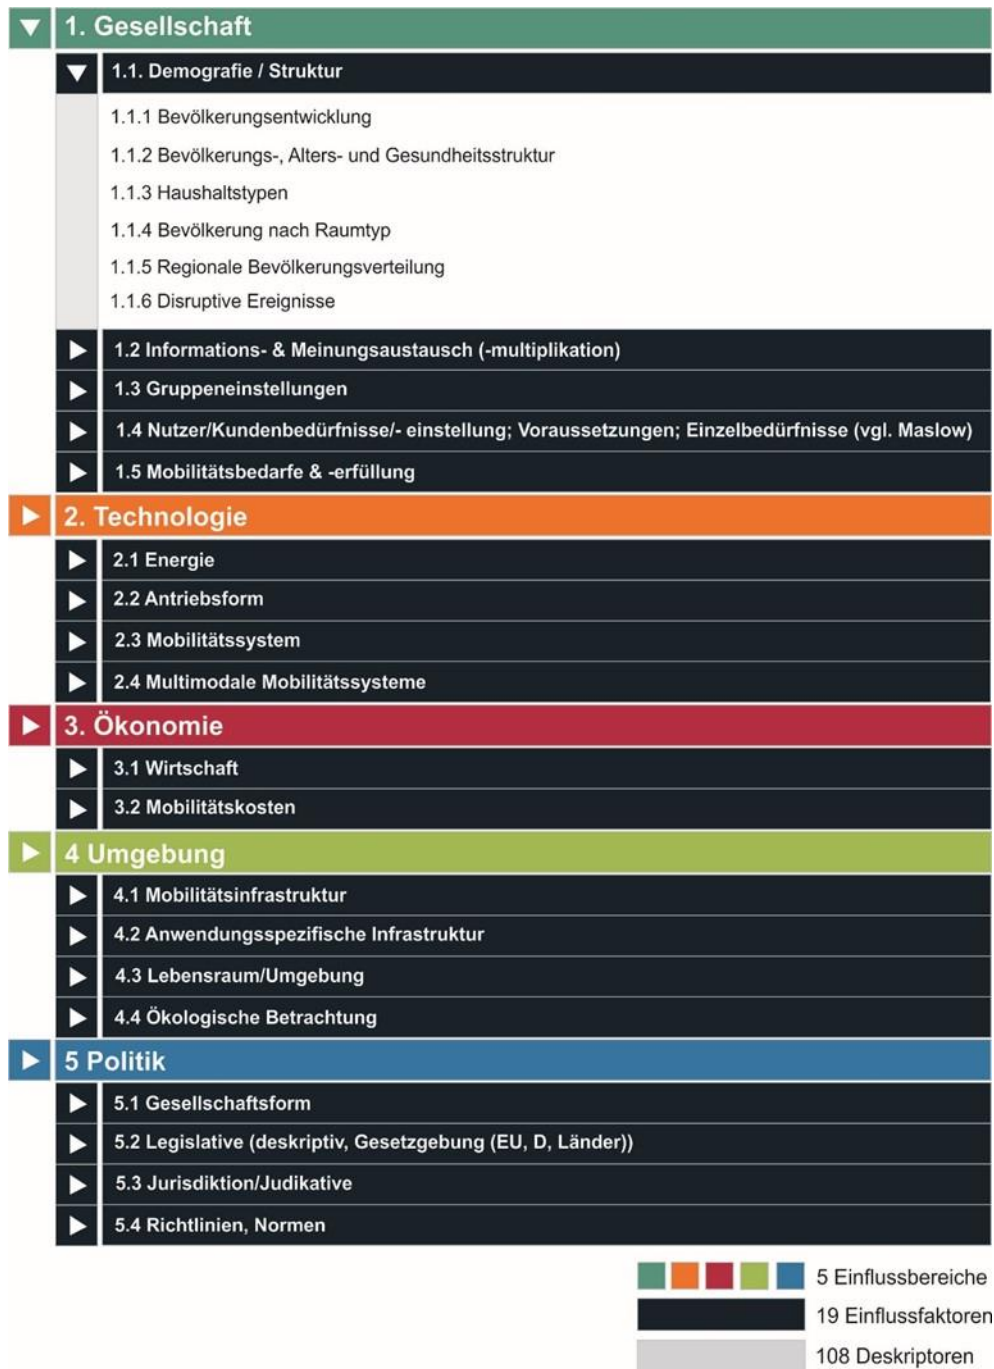 1. Gesellschaft
1.1. Demografie / Struktur
1.1.1 Bevölkerungsentwicklung
1.1.2 Bevölkerungs-, Alters- und Gesundheitsstruktur
1.1.3 Haushaltstypen
1.1.4 Bevölkerung nach Raumtyp
1.1.5 Regionale Bevölkerungsverteilung
1.1.6 Disruptive Ereignisse
1.2 Informations- & Meinungsaustausch (-multiplikation)
1.3 Gruppeneinstellungen
1.4 Nutzer/Kundenbedürfnisse/- einstellung; Voraussetzungen; Einzelbedürfnisse (vgl. Maslow)
1.5 Mobilitätsbedarfe & -erfüllung
2. Technologie
2.1 Energie
2.2 Antriebsform
2.3 Mobilitätssystem
2.4 Multimodale Mobilitätssysteme
3. Ökonomie
3.1 Wirtschaft
3.2 Mobilitätskosten
4 Umgebung
4.1 Mobilitätsinfrastruktur
4.2 Anwendungsspezifische Infrastruktur
4.3 Lebensraum/Umgebung
4.4 Ökologische Betrachtung
5 Politik
5.1 Gesellschaftsform
5.2 Legislative (deskriptiv, Gesetzgebung (EU, D, Länder))
5.3 Jurisdiktion/Judikative
5.4 Richtlinien, Normen
5 Einflussbereiche
19 Einflussfaktoren
108 Deskriptoren